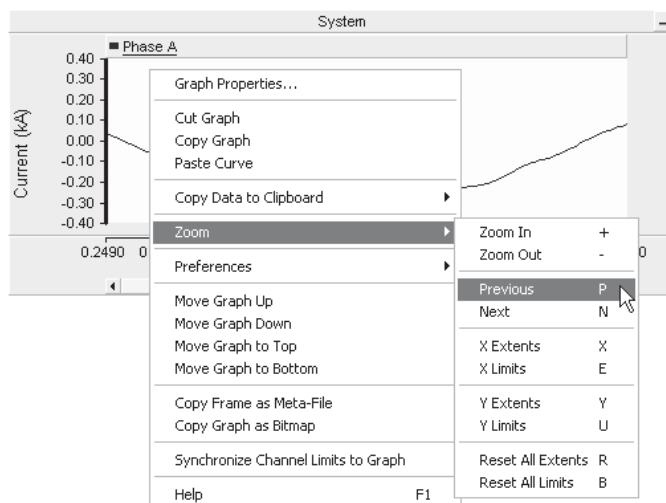 System
Phase A
Current (kA)
0.40
0.30
0.20
0.10
0.00
-0.10
-0.20
-0.30
-0.40
0.2490 0 0
Graph Properties...
Cut Graph
Copy Graph
Paste Curve
Copy Data to Clipboard
Zoom
Preferences
Move Graph Up
Move Graph Down
Move Graph to Top
Move Graph to Bottom
Copy Frame as Meta-File
Copy Graph as Bitmap
Synchronize Channel Limits to Graph
Help F1
Zoom In +
Zoom Out -
Previous P
Next N
X Extents X
X Limits E
Y Extents Y
Y Limits U
Reset All Extents R
Reset All Limits B